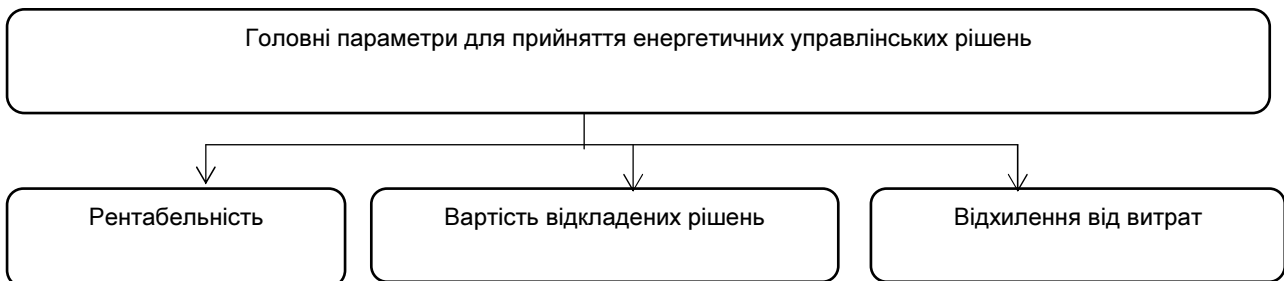 Головні параметри для прийняття енергетичних управлінських рішень
Рентабельність
Вартість відкладених рішень
Відхилення від витрат